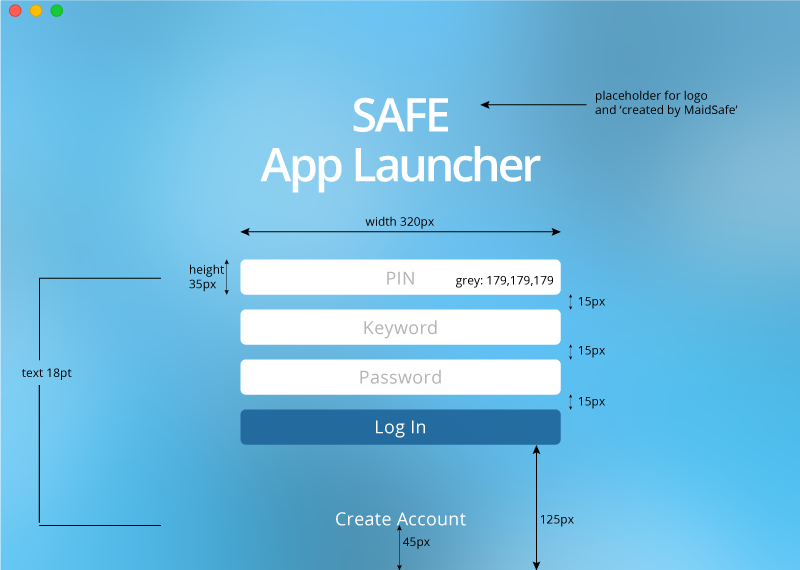 SAFE
App Launcher
placeholder for logo
and ‘created by MaidSafe’
width 320px
height
35px
PIN
grey: 179,179,179
15px
Keyword
15px
text 18pt
Password
15px
Log In
Create Account
125px
45px